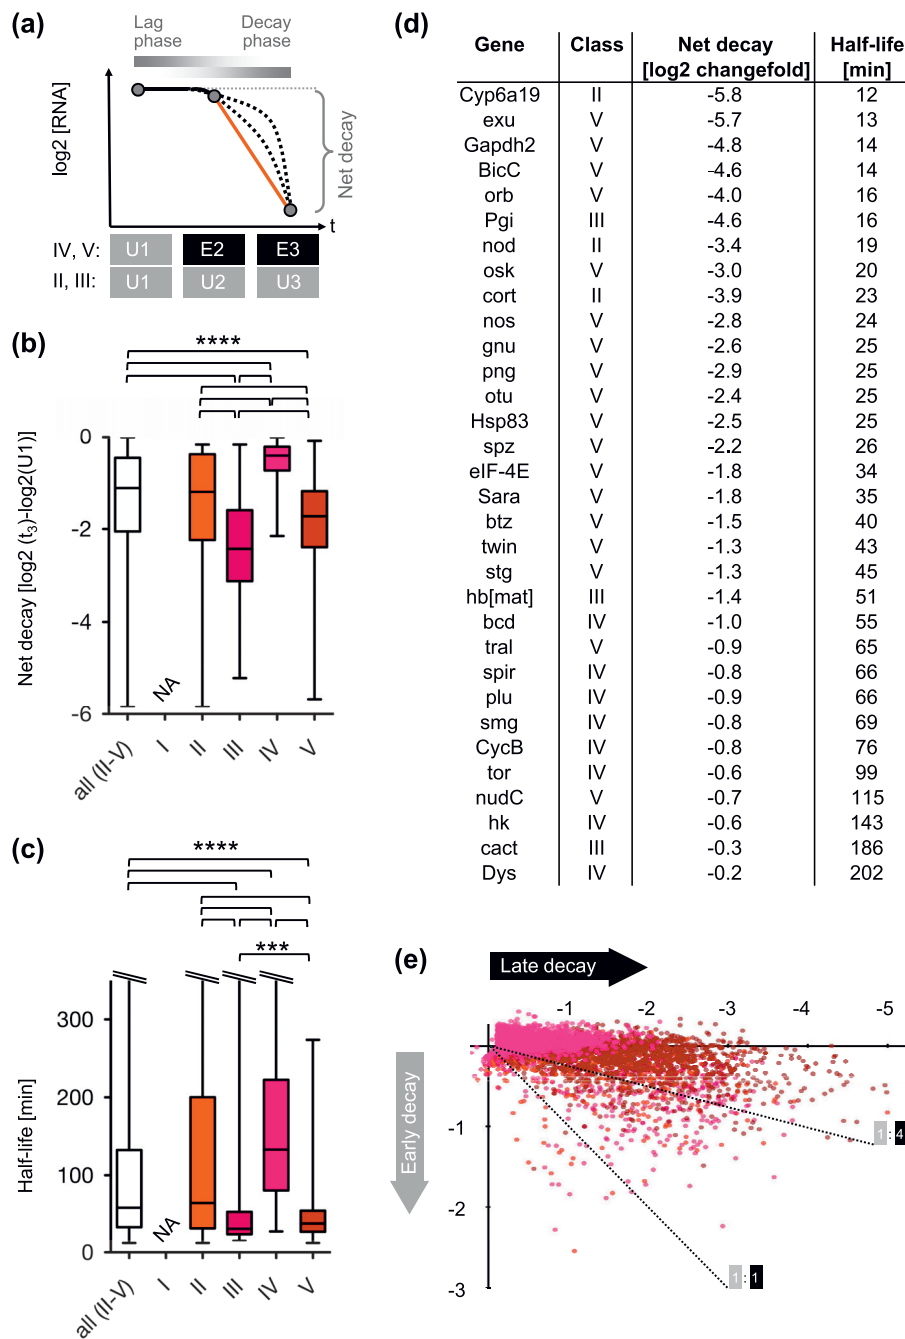 (a)
Lag phase
Decay phase
log2 [RNA]
Net decay
t
IV, V: U1 E2 E3
II, III: U1 U2 U3
(b)
****
Net decay [log2 (t3)-log2(U1)]
0
-2
-4
-6
NA
all (II-V) I II III IV V
(c)
****
***
Half-life [min]
300
200
100
0
NA
all (II-V) I II III IV V
(d)
Gene Class Net decay Half-life
[log2 changefold] [min]
Cyp6a19 II -5.8 12
exu V -5.7 13
Gapdh2 V -4.8 14
BicC V -4.6 14
orb V -4.0 16
Pgi III -4.6 16
nod II -3.4 19
osk V -3.0 20
cort II -3.9 23
nos V -2.8 24
gnu V -2.6 25
png V -2.9 25
otu V -2.4 25
Hsp83 V -2.5 25
spz V -2.2 26
eIF-4E V -1.8 34
Sara V -1.8 35
btz V -1.5 40
twin V -1.3 43
stg V -1.3 45
hb[mat] III -1.4 51
bcd IV -1.0 55
tral V -0.9 65
spir IV -0.8 66
plu IV -0.9 66
smg IV -0.8 69
CycB IV -0.8 76
tor IV -0.6 99
nudC V -0.7 115
hk IV -0.6 143
cact III -0.3 186
Dys IV -0.2 202
(e)
Late decay
-1 -2 -3 -4 -5
Early decay
-1
-2
-3
1 : 4
1 : 1